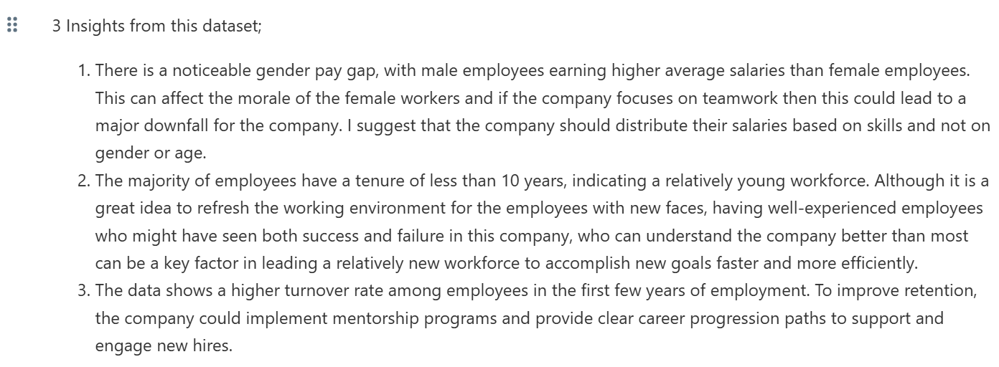 3 Insights from this dataset;
1. There is a noticeable gender pay gap, with male employees earning higher average salaries than female employees.
This can affect the morale of the female workers and if the company focuses on teamwork then this could lead to a
major downfall for the company. I suggest that the company should distribute their salaries based on skills and not on
gender or age.
2. The majority of employees have a tenure of less than 10 years, indicating a relatively young workforce. Although it is a
great idea to refresh the working environment for the employees with new faces, having well-experienced employees
who might have seen both success and failure in this company, who can understand the company better than most
can be a key factor in leading a relatively new workforce to accomplish new goals faster and more efficiently.
3. The data shows a higher turnover rate among employees in the first few years of employment. To improve retention,
the company could implement mentorship programs and provide clear career progression paths to support and
engage new hires.